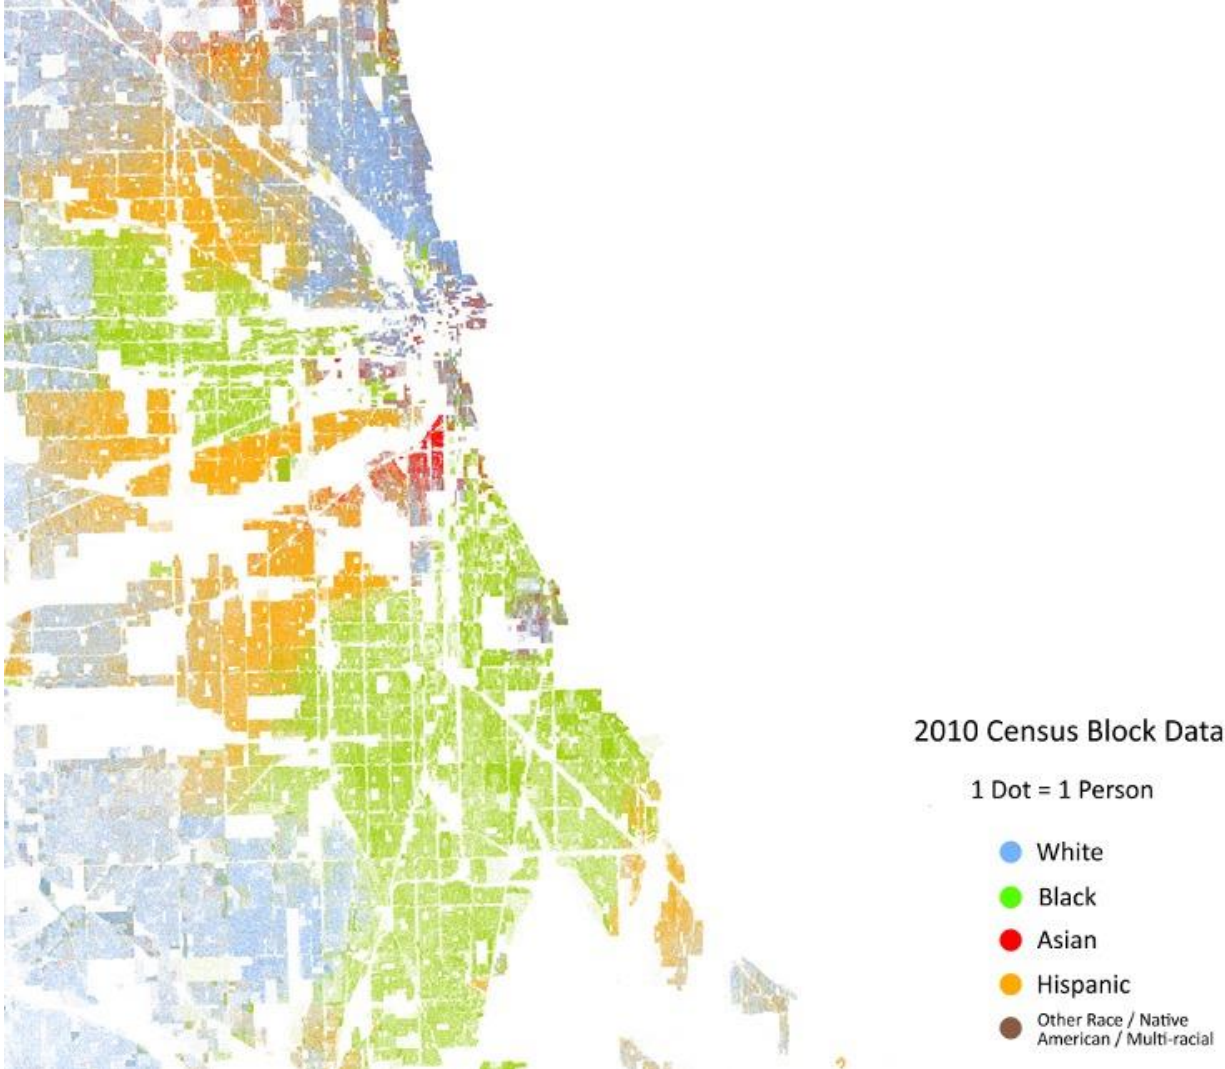 2010 Census Block Data
1 Dot = 1 Person
White
Black
Asian
Hispanic
Other Race / Native
American / Multi-racial